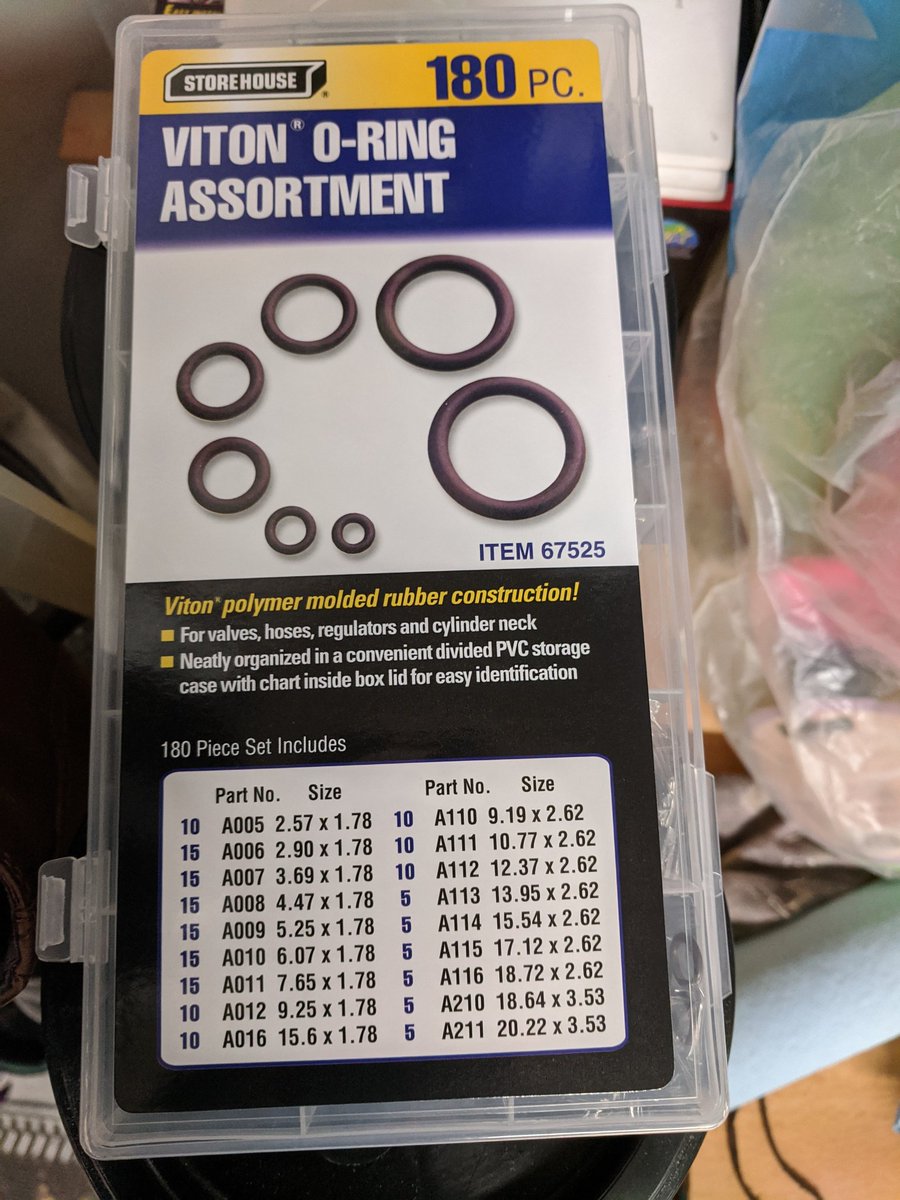 STOREHOUSE®
180 PC.
VITON® O-RING
ASSORTMENT
ITEM 67525
Viton* polymer molded rubber construction!
For valves, hoses, regulators and cylinder neck
Neatly organized in a convenient divided PVC storage
case with chart inside box lid for easy identification
180 Piece Set Includes
Part No. Size Part No. Size
10 A005 2.57 x 1.78 10 A110 9.19 x 2.62
15 A006 2.90 x 1.78 10 A111 10.77 x 2.62
15 A007 3.69 x 1.78 10 A112 12.37 x 2.62
15 A008 4.47 x 1.78 5 A113 13.95 x 2.62
15 A009 5.25 x 1.78 5 A114 15.54 x 2.62
15 A010 6.07 x 1.78 5 A115 17.12 x 2.62
15 A011 7.65 x 1.78 5 A116 18.72 x 2.62
10 A012 9.25 x 1.78 5 A210 18.64 x 3.53
10 A016 15.6 x 1.78 5 A211 20.22 x 3.53